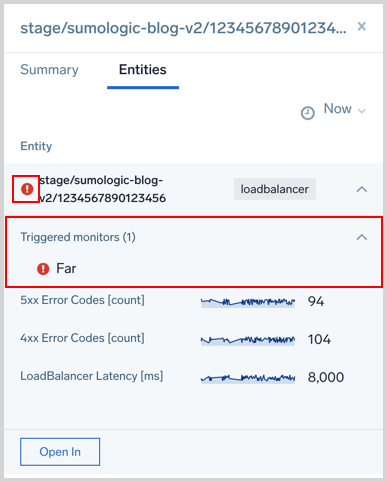 stage/sumologic-blog-v2/12345678901234...
Summary
Entities
Now
Entity
stage/sumologic-blog-
v2/1234567890123456
loadbalancer
Triggered monitors (1)
Far
5xx Error Codes [count] 94
4xx Error Codes [count] 104
LoadBalancer Latency [ms] 8,000
Open In